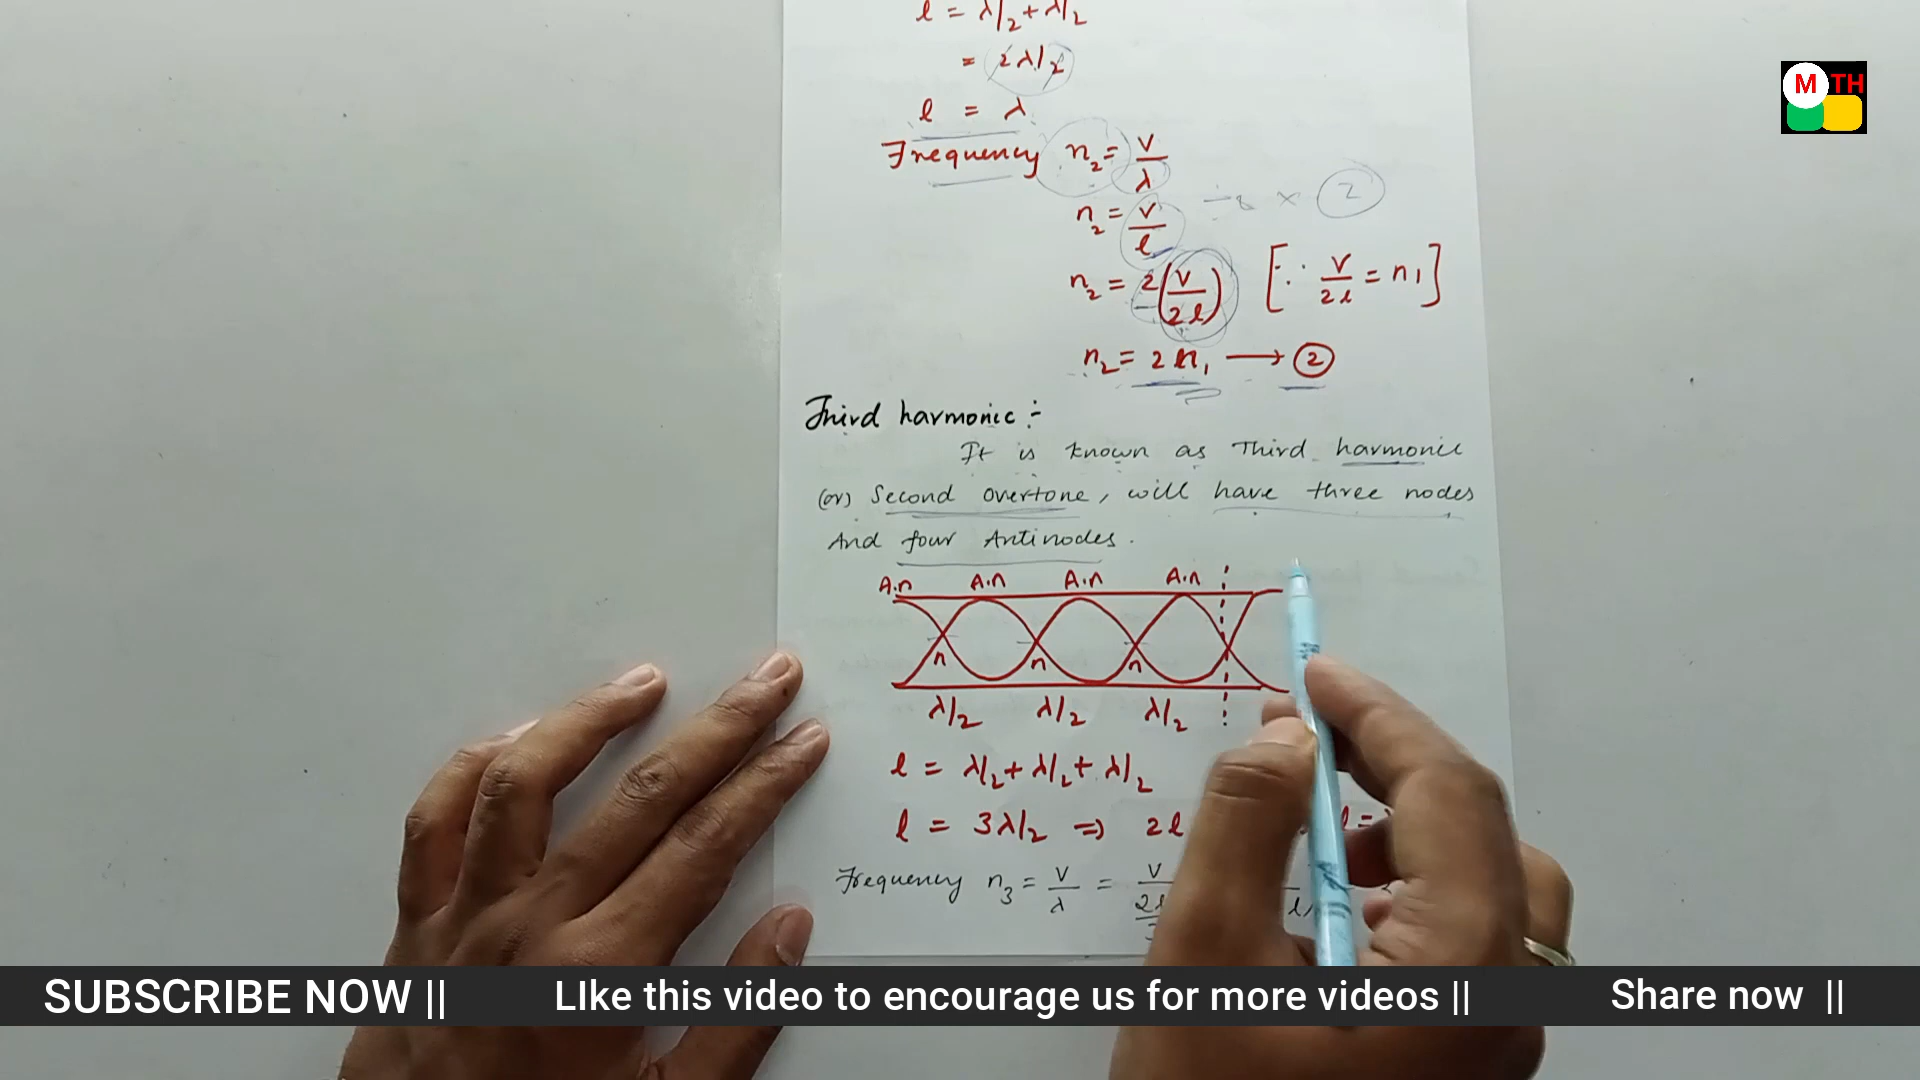 l = λ/2 + λ/2
= 2λ/2
l = λ
Frequency n₂ = v/λ
n₂ = v/l
2
n₂ = 2(v/2l) [∵ v/2l = n₁]
n₂ = 2n₁ → ②
Third harmonic :-
It is known as Third harmonic
(or) Second overtone, will have three nodes
And four Antinodes.
A.n A.n A.n A.n
n n n
λ/2 λ/2 λ/2
l = λ/2 + λ/2 + λ/2
l = 3λ/2 ⇒ 2l
Frequency n₃ = v/λ = v
M TH
SUBSCRIBE NOW || LIke this video to encourage us for more videos || Share now ||